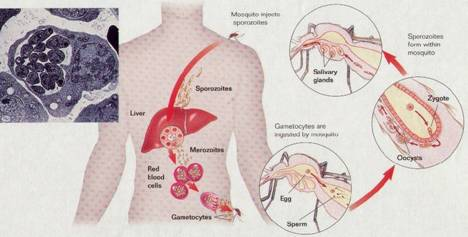 Mosquito injects
sporozoites
Sporozoites
Liver
Merozoites
Red
blood
cells
Gametocytes
Salivary
glands
Sporozoites
form within
mosquito
Zygote
Oocysts
Gametocytes are
ingested by mosquito
Egg
Sperm